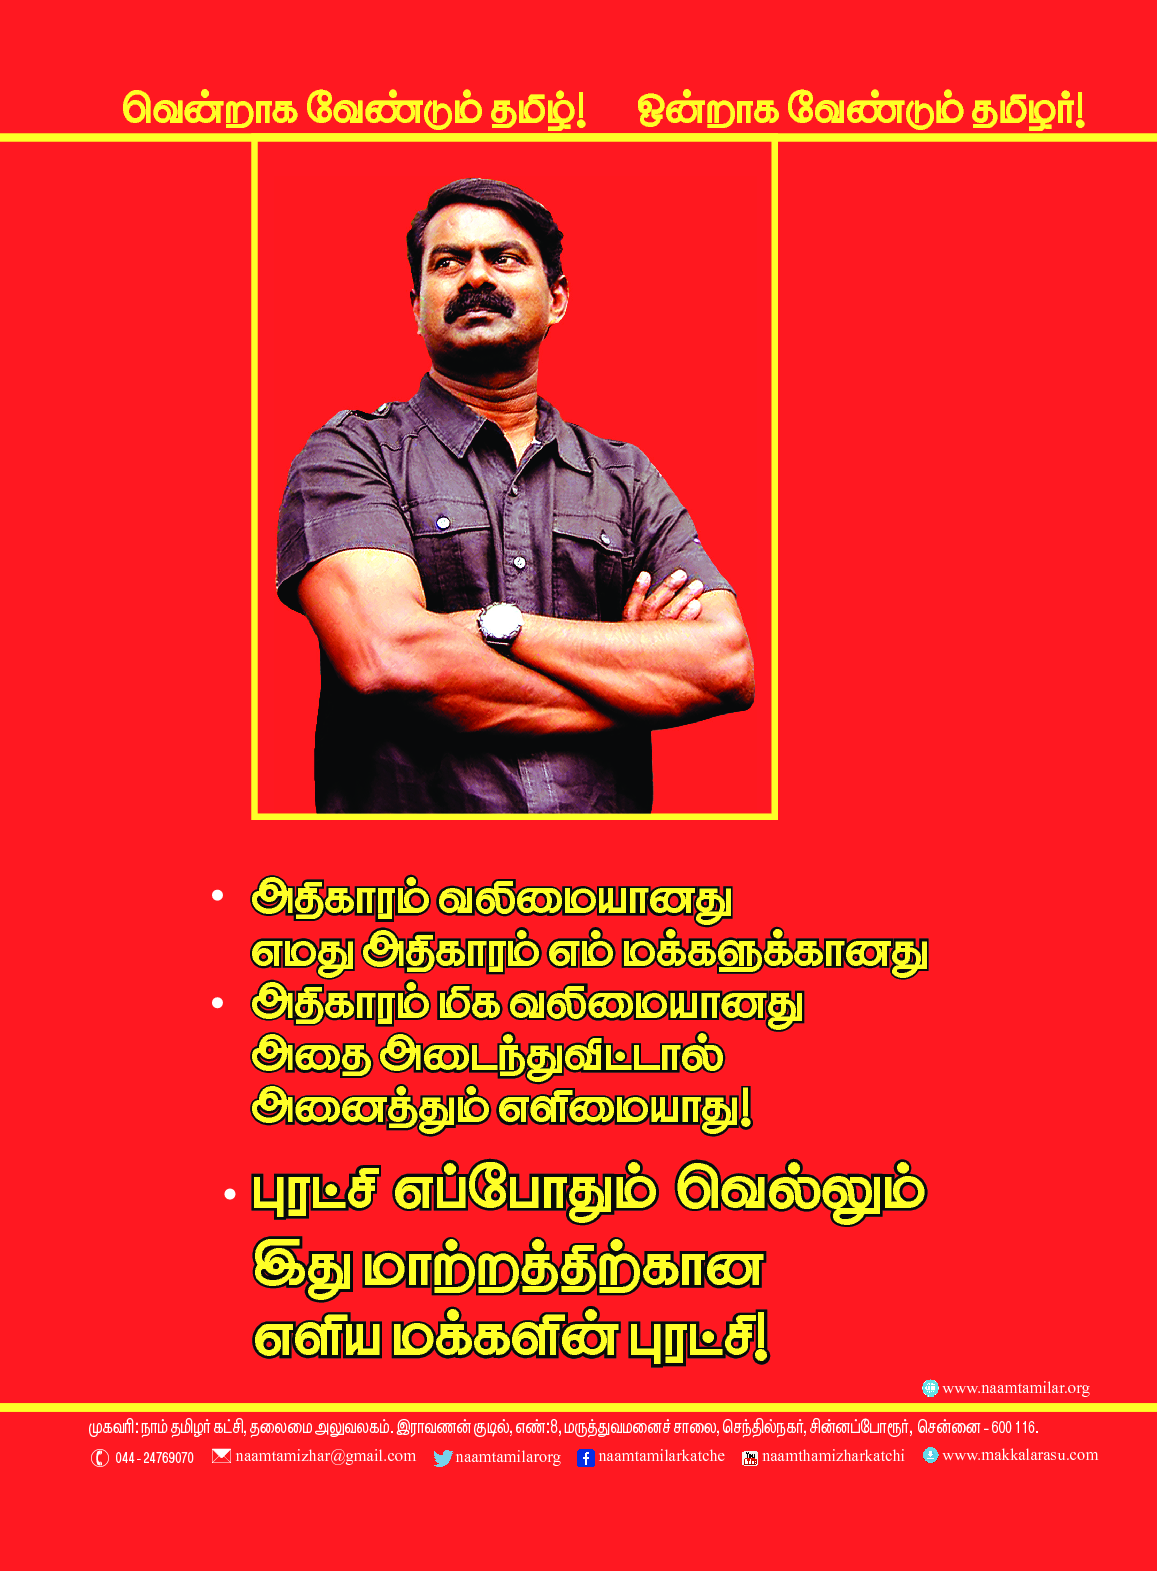 வென்றாக வேண்டும் தமிழ்! ஒன்றாக வேண்டும் தமிழர்!
• அதிகாரம் வலிமையானது
எமது அதிகாரம் எம் மக்களுக்கானது
• அதிகாரம் மிக வலிமையானது
அதை அடைந்துவிட்டால்
அனைத்தும் எளிமையாது!
• புரட்சி எப்போதும் வெல்லும்
இது மாற்றத்திற்கான
எளிய மக்களின் புரட்சி!
www.naamtamilar.org
முகவரி: நாம் தமிழர் கட்சி, தலைமை அலுவலகம். இராவணன் குடில், எண்:8, மருத்துவமனைச் சாலை, செந்தில்நகர், சின்னப்போரூர், சென்னை - 600 116.
044 - 24769070 naamtamizhar@gmail.com naamtamilarorg naamtamilarkatche naamthamizharkatchi www.makkalarasu.com